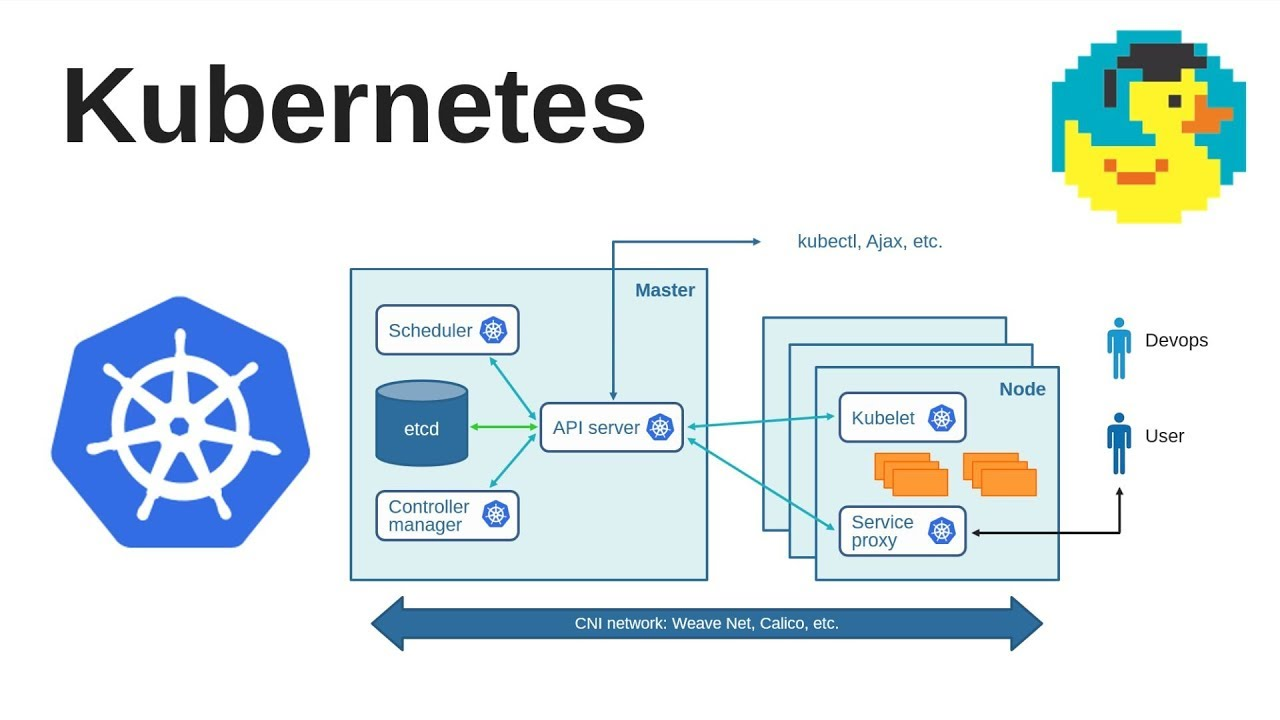 Kubernetes
kubectl, Ajax, etc.
Master
Scheduler
etcd
API server
Controller
manager
Node
Kubelet
Service
proxy
Devops
User
CNI network: Weave Net, Calico, etc.